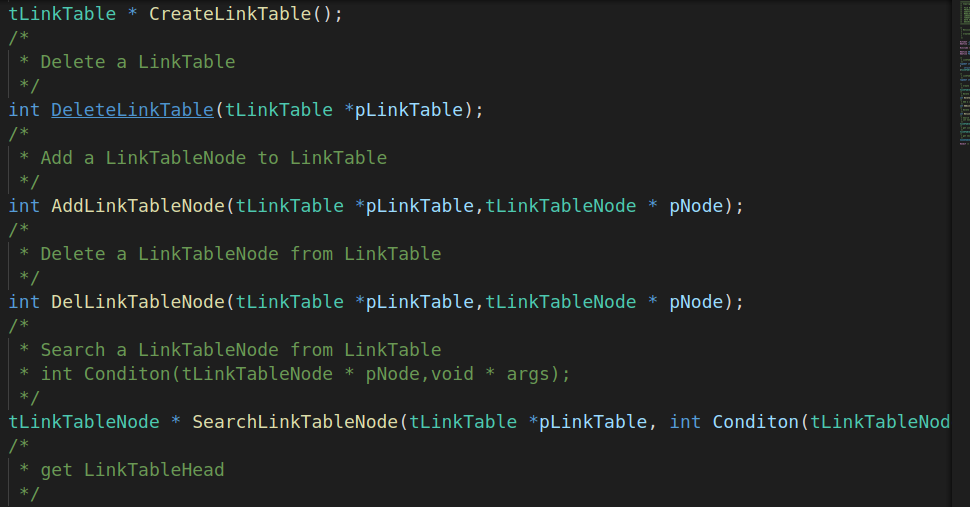 tLinkTable * CreateLinkTable();
/*
 * Delete a LinkTable
 */
int DeleteLinkTable(tLinkTable *pLinkTable);
/*
 * Add a LinkTableNode to LinkTable
 */
int AddLinkTableNode(tLinkTable *pLinkTable,tLinkTableNode * pNode);
/*
 * Delete a LinkTableNode from LinkTable
 */
int DelLinkTableNode(tLinkTable *pLinkTable,tLinkTableNode * pNode);
/*
 * Search a LinkTableNode from LinkTable
 * int Conditon(tLinkTableNode * pNode,void * args);
 */
tLinkTableNode * SearchLinkTableNode(tLinkTable *pLinkTable, int Conditon(tLinkTableNod
/*
 * get LinkTableHead
 */